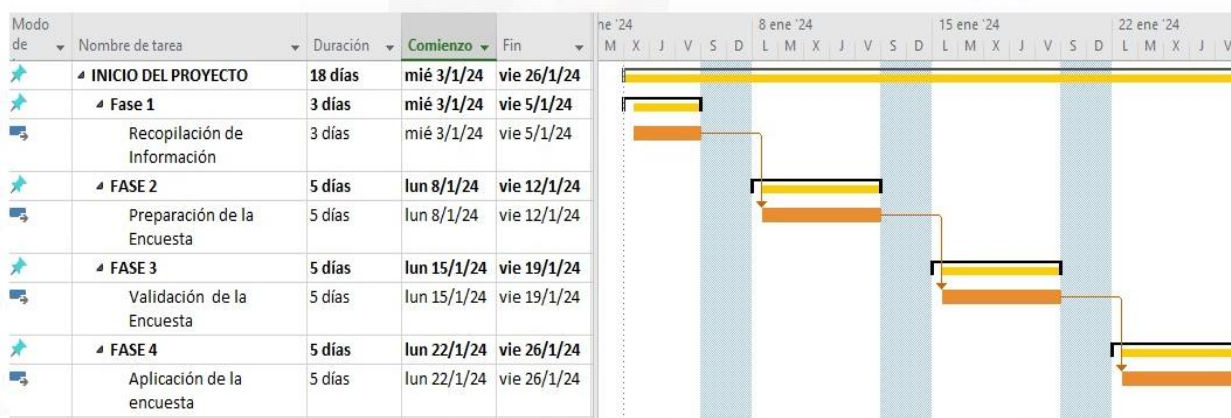 Modo de Nombre de tarea Duración Comienzo Fin
ne '24 8 ene '24 15 ene '24 22 ene '24
M X J V S D L M X J V S D L M X J V S D L M X J V
INICIO DEL PROYECTO 18 días mié 3/1/24 vie 26/1/24
Fase 1 3 días mié 3/1/24 vie 5/1/24
Recopilación de 3 días mié 3/1/24 vie 5/1/24
Información
FASE 2 5 días lun 8/1/24 vie 12/1/24
Preparación de la 5 días lun 8/1/24 vie 12/1/24
Encuesta
FASE 3 5 días lun 15/1/24 vie 19/1/24
Validación de la 5 días lun 15/1/24 vie 19/1/24
Encuesta
FASE 4 5 días lun 22/1/24 vie 26/1/24
Aplicación de la 5 días lun 22/1/24 vie 26/1/24
encuesta